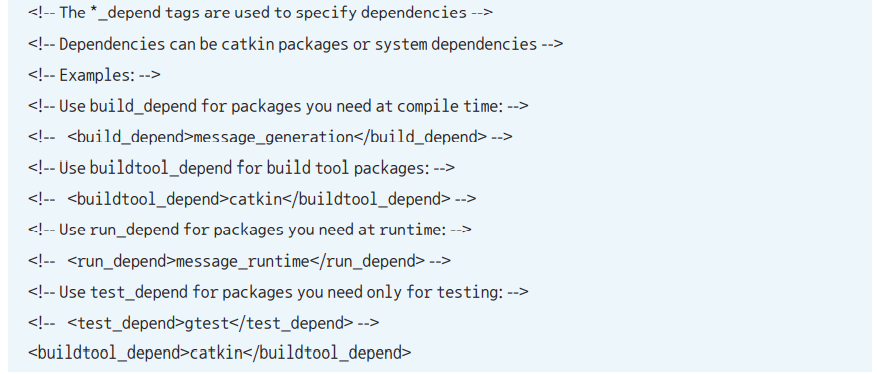 <!-- The *_depend tags are used to specify dependencies -->
<!-- Dependencies can be catkin packages or system dependencies -->
<!-- Examples: -->
<!-- Use build_depend for packages you need at compile time: -->
<!--   <build_depend>message_generation</build_depend> -->
<!-- Use buildtool_depend for build tool packages: -->
<!--   <buildtool_depend>catkin</buildtool_depend> -->
<!-- Use run_depend for packages you need at runtime: -->
<!--   <run_depend>message_runtime</run_depend> -->
<!-- Use test_depend for packages you need only for testing: -->
<!--   <test_depend>gtest</test_depend> -->
<buildtool_depend>catkin</buildtool_depend>